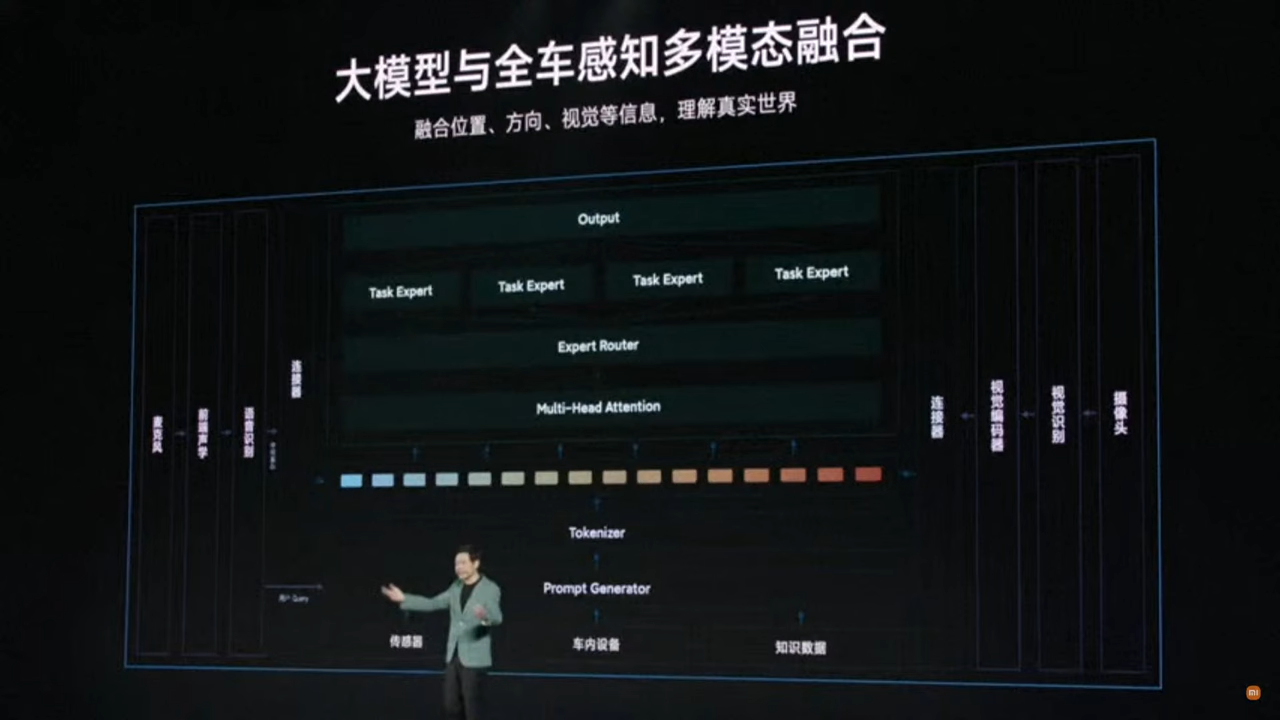 大模型与全车感知多模态融合
融合位置、方向、视觉等信息，理解真实世界
Output
Task Expert
Task Expert
Task Expert
Task Expert
Expert Router
Multi-Head Attention
麦克风
前端声学
语音识别
连接器
连接器
视觉编码器
视觉识别
摄像头
Tokenizer
Prompt Generator
用户 Query
传感器
车内设备
知识数据
mi